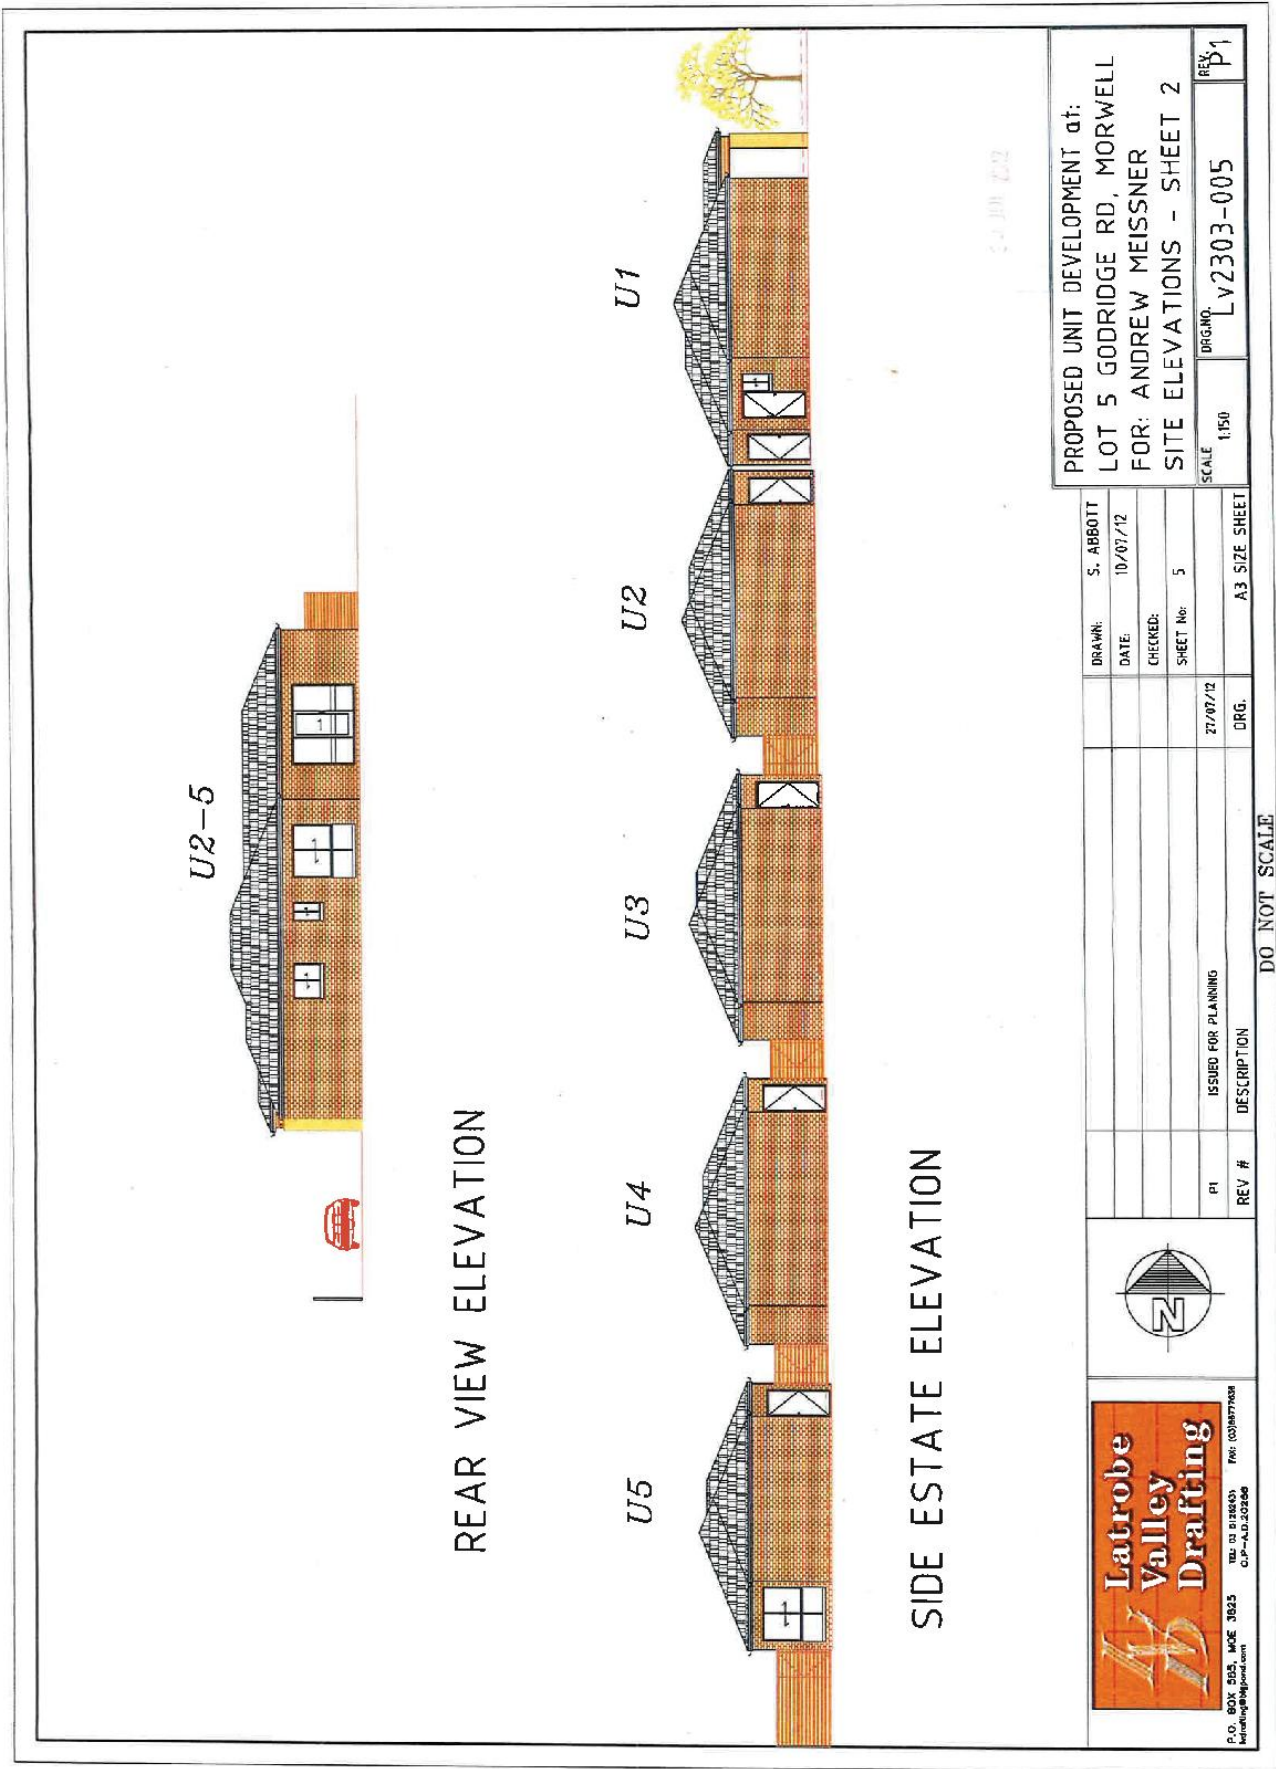 U2-5
REAR VIEW ELEVATION
U5
U4
U3
U2
U1
SIDE ESTATE ELEVATION
Latrobe
Valley
Drafting
P.O. BOX 585, MOE 3825
N
REV #
DESCRIPTION
DRG.
P1
ISSUED FOR PLANNING
27/07/12
DRAWN: S. ABBOTT
DATE: 10/07/12
CHECKED:
SHEET No: 5
A3 SIZE SHEET
PROPOSED UNIT DEVELOPMENT at:
LOT 5 GODRIDGE RD, MORWELL
FOR: ANDREW MEISSNER
SITE ELEVATIONS - SHEET 2
SCALE 1:150
DRG.NO. Lv2303-005
REV. P1
DO NOT SCALE